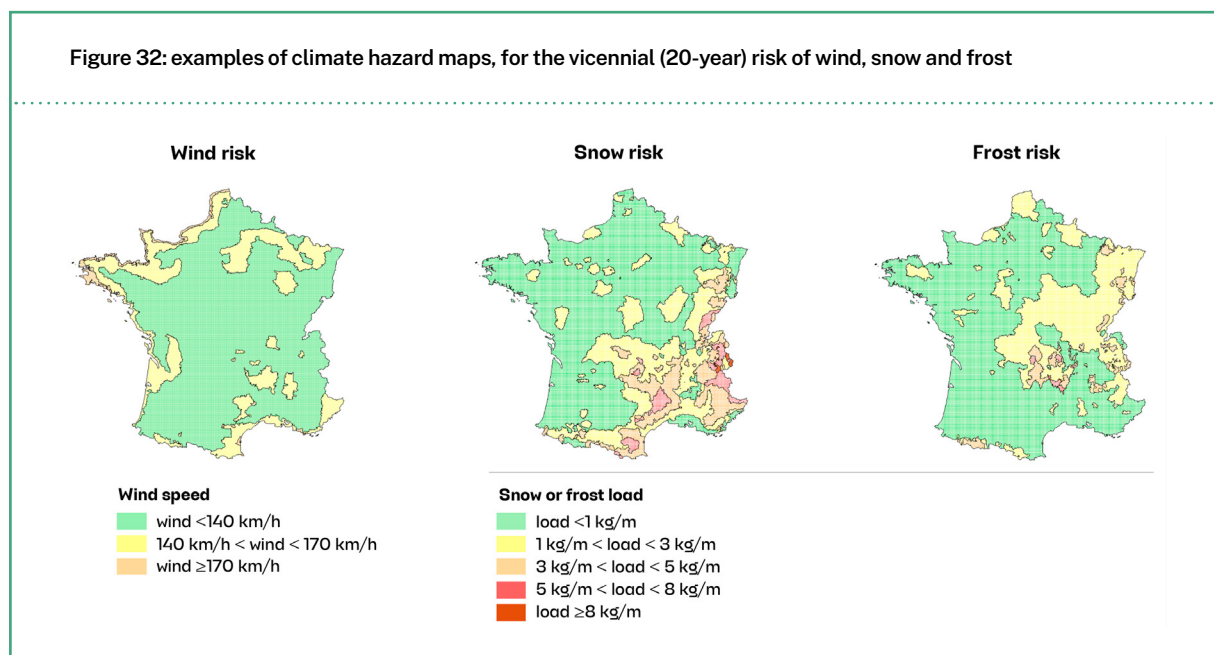 Figure 32: examples of climate hazard maps, for the vicennial (20-year) risk of wind, snow and frost
Wind risk
Snow risk
Frost risk
Wind speed
wind <140 km/h
140 km/h < wind < 170 km/h
wind ≥170 km/h
Snow or frost load
load <1 kg/m
1 kg/m < load < 3 kg/m
3 kg/m < load < 5 kg/m
5 kg/m < load < 8 kg/m
load ≥8 kg/m